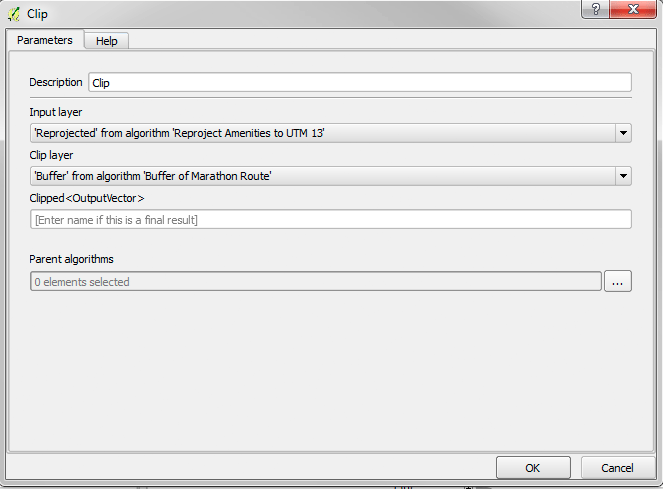 Clip
?
X
Parameters
Help
Description
Clip
Input layer
'Reprojected' from algorithm 'Reproject Amenities to UTM 13'
Clip layer
'Buffer' from algorithm 'Buffer of Marathon Route'
Clipped<OutputVector>
[Enter name if this is a final result]
Parent algorithms
0 elements selected
...
OK
Cancel